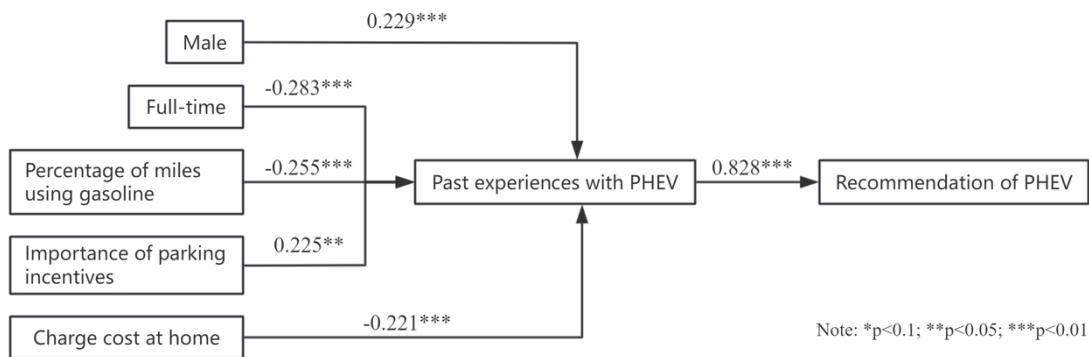 Male
0.229***
Full-time
-0.283***
Percentage of miles
using gasoline
-0.255***
Past experiences with PHEV
0.828***
Recommendation of PHEV
Importance of parking
incentives
0.225**
Charge cost at home
-0.221***
Note: *p<0.1; **p<0.05; ***p<0.01